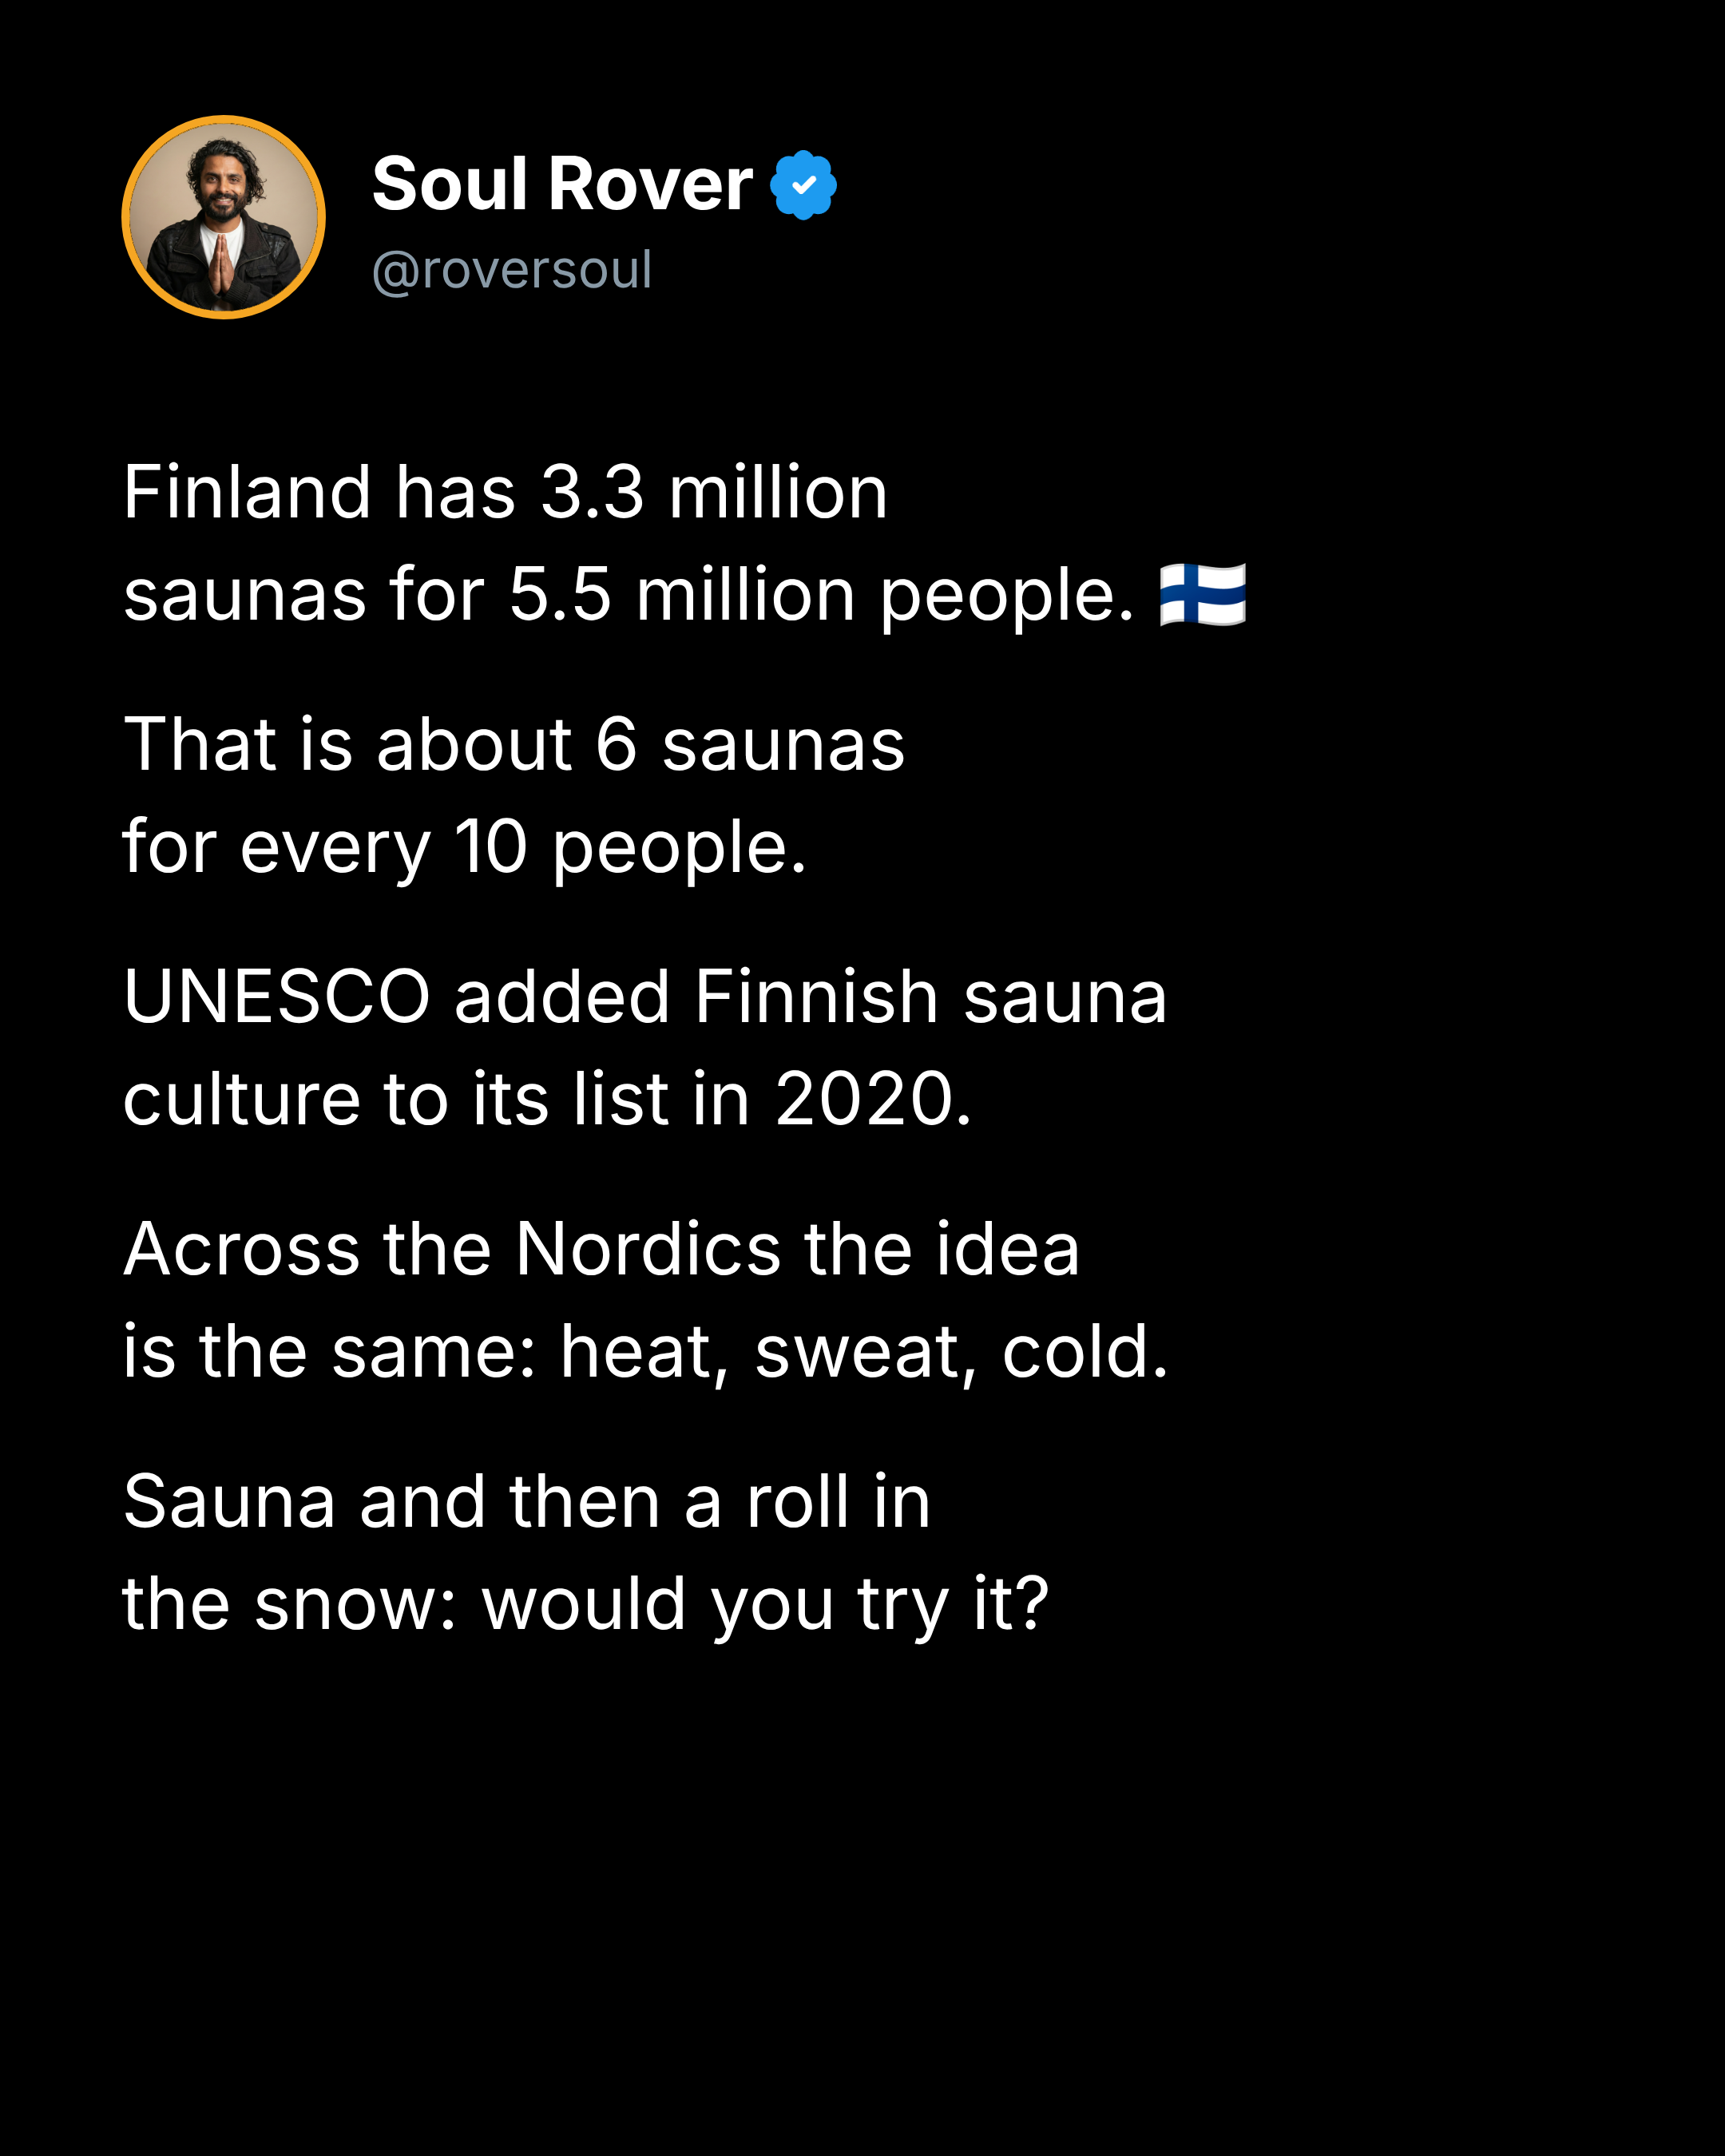 Soul Rover
@roversoul
Finland has 3.3 million
saunas for 5.5 million people. 🇫🇮
That is about 6 saunas
for every 10 people.
UNESCO added Finnish sauna
culture to its list in 2020.
Across the Nordics the idea
is the same: heat, sweat, cold.
Sauna and then a roll in
the snow: would you try it?